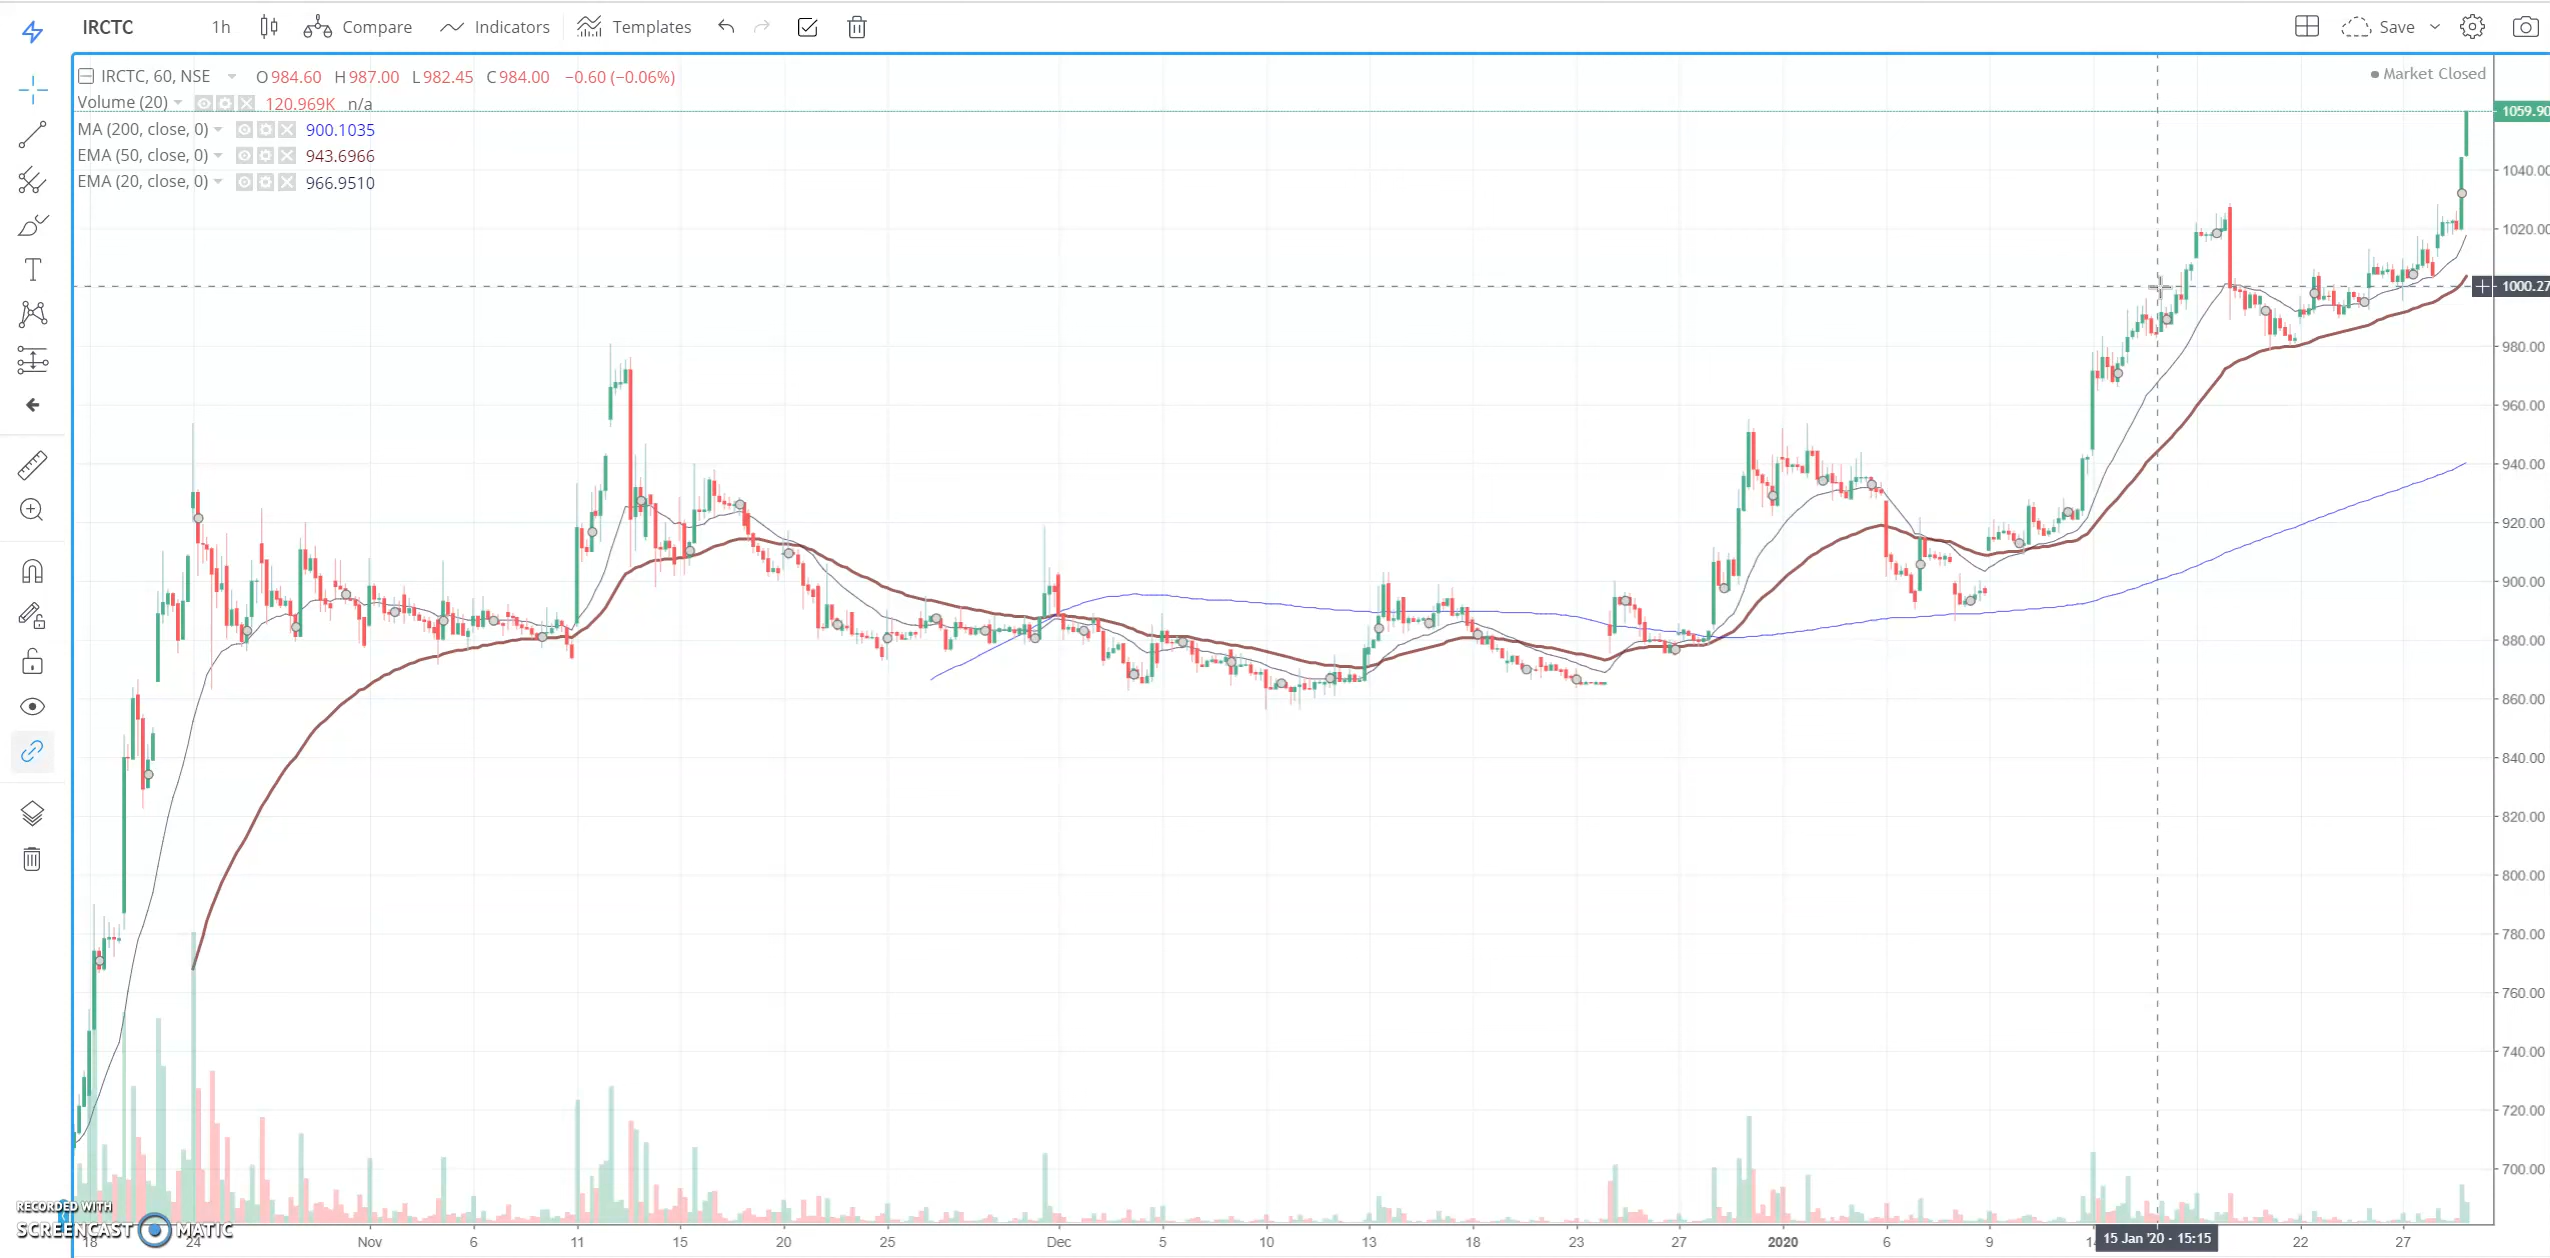 IRCTC 1h Compare Indicators Templates Save
IRCTC, 60, NSE O984.60 H987.00 L982.45 C984.00 −0.60 (−0.06%)
Market Closed
Volume (20) 120.969K n/a
MA (200, close, 0) 900.1035
EMA (50, close, 0) 943.6966
EMA (20, close, 0) 966.9510
1059.90
1040.00
1020.00
1000.27
980.00
960.00
940.00
920.00
900.00
880.00
860.00
840.00
820.00
800.00
780.00
760.00
740.00
720.00
700.00
RECORDED WITH
SCREENCAST MATIC
18 24 Nov 6 11 15 20 25 Dec 5 10 13 18 23 27 2020 6 9 15 Jan '20 - 15:15 22 27